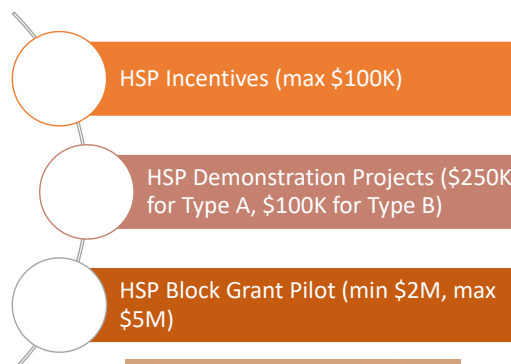 HSP Incentives (max $100K)
HSP Demonstration Projects ($250K
for Type A, $100K for Type B)
HSP Block Grant Pilot (min $2M, max
$5M)